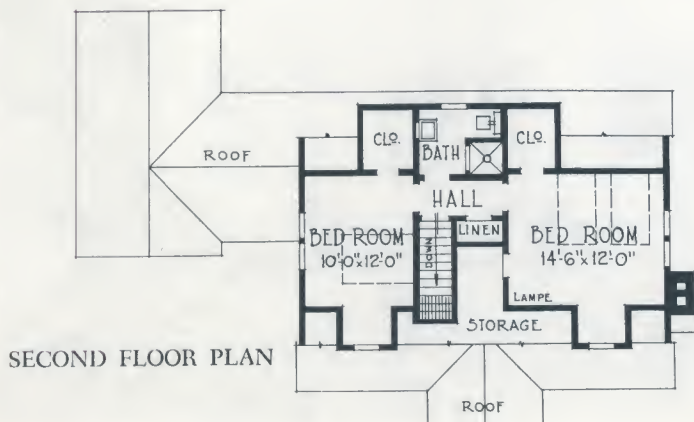 ROOF
CLO.
BATH
CLO.
HALL
LINEN
BED ROOM
10'-0"x12'-0"
DOWN
BED ROOM
14'-6"x12'-0"
LAMPE
STORAGE
SECOND FLOOR PLAN
ROOF